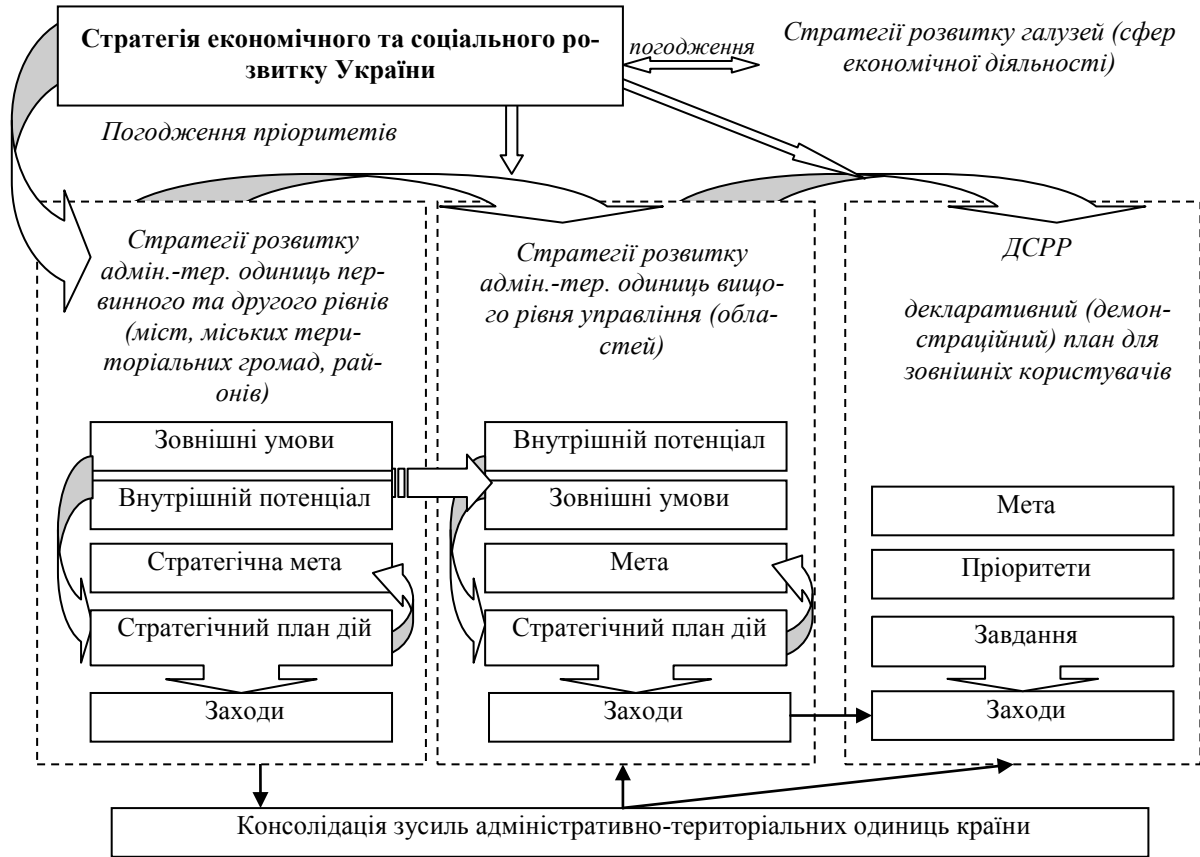 Стратегія економічного та соціального ро-
звитку України
погодження
Стратегії розвитку галузей (сфер
економічної діяльності)
Погодження пріоритетів
Стратегії розвитку
адмін.-тер. одиниць пер-
винного та другого рівнів
(міст, міських тери-
торіальних громад, рай-
онів)
Зовнішні умови
Внутрішній потенціал
Стратегічна мета
Стратегічний план дій
Заходи
Стратегії розвитку
адмін.-тер. одиниць вищо-
го рівня управління (обла-
стей)
Внутрішній потенціал
Зовнішні умови
Мета
Стратегічний план дій
Заходи
ДСРР
декларативний (демон-
страційний) план для
зовнішніх користувачів
Мета
Пріоритети
Завдання
Заходи
Консолідація зусиль адміністративно-територіальних одиниць країни